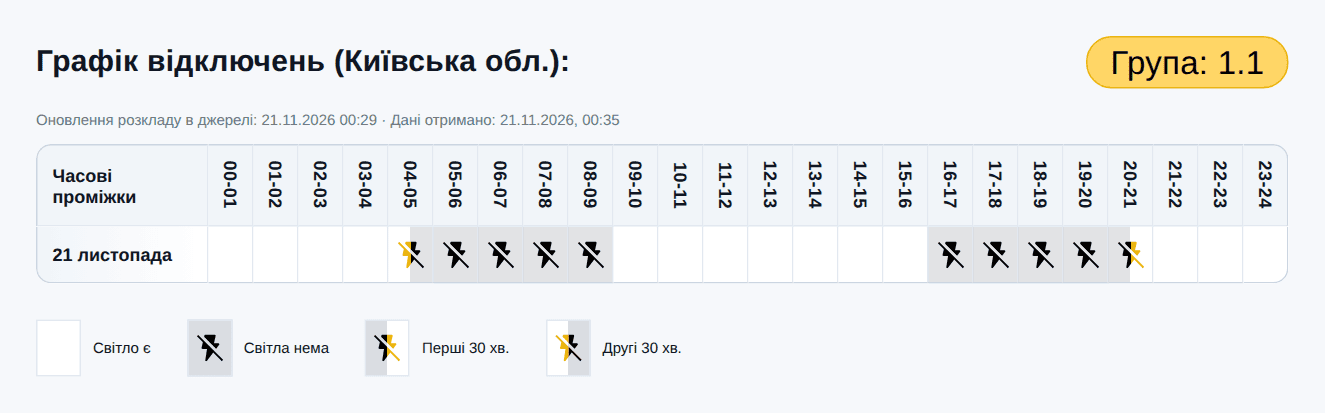 Графік відключень (Київська обл.):
Група: 1.1
Оновлення розкладу в джерелі: 21.11.2026 00:29 · Дані отримано: 21.11.2026, 00:35
Часові
проміжки
00-01
01-02
02-03
03-04
04-05
05-06
06-07
07-08
08-09
09-10
10-11
11-12
12-13
13-14
14-15
15-16
16-17
17-18
18-19
19-20
20-21
21-22
22-23
23-24
21 листопада
Світло є
Світла нема
Перші 30 хв.
Другі 30 хв.